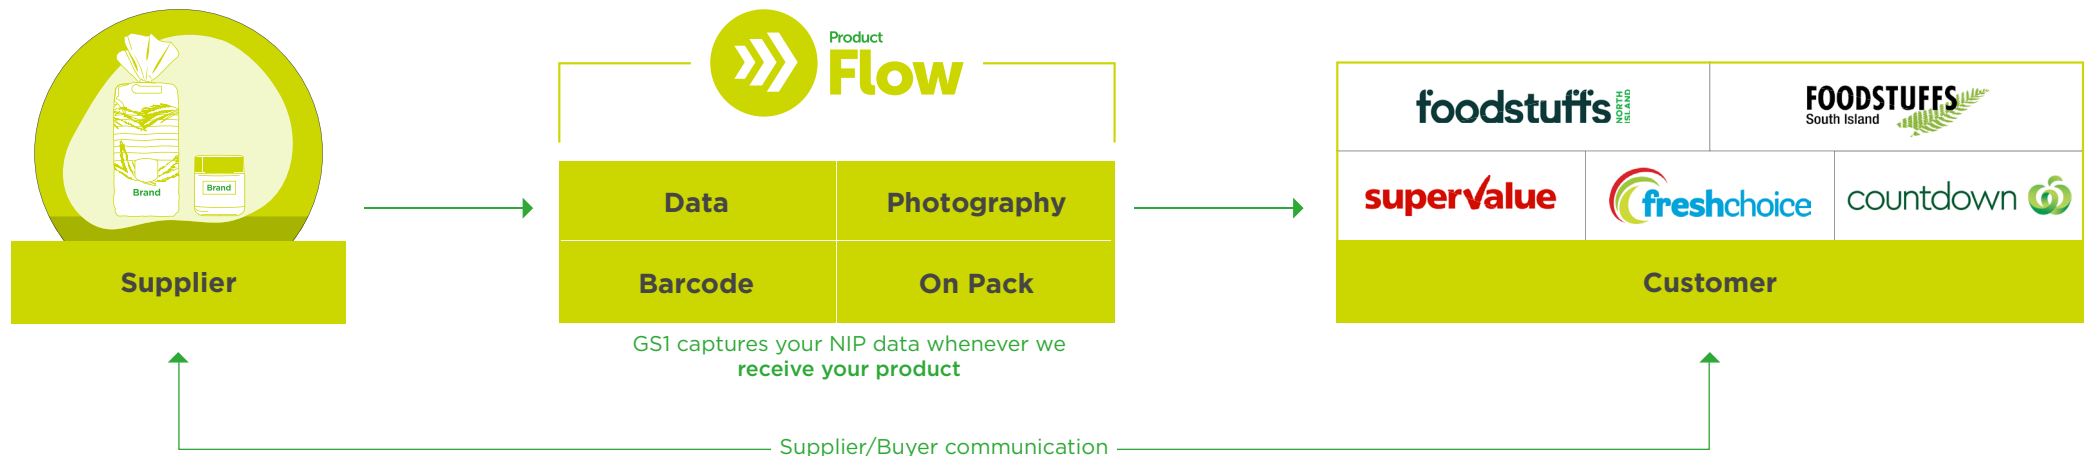 Brand
Brand
Supplier
Product
Flow
Data
Photography
Barcode
On Pack
GS1 captures your NIP data whenever we
receive your product
foodstuffs NORTH ISLAND
FOODSTUFFS
South Island
supervalue
freshchoice
countdown
Customer
Supplier/Buyer communication